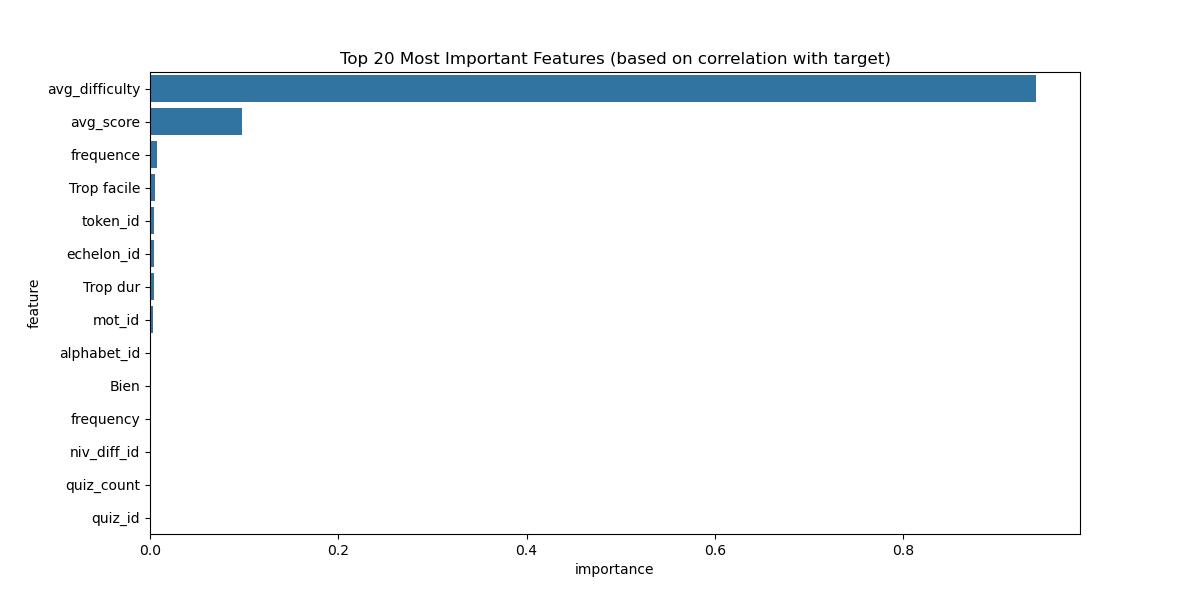 Top 20 Most Important Features (based on correlation with target)
avg_difficulty
avg_score
frequence
Trop facile
token_id
echelon_id
Trop dur
mot_id
alphabet_id
Bien
frequency
niv_diff_id
quiz_count
quiz_id
feature
0.0 0.2 0.4 0.6 0.8
importance